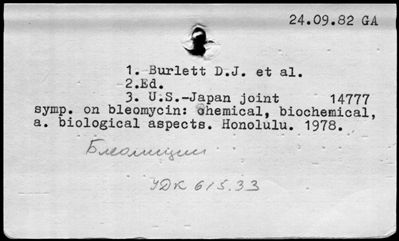 24.09.82 GA
1. Burlett D.J. et al.
2.Ed.
3. U.S.-Japan joint 14777
symp. on bleomycin: chemical, biochemical,
a. biological aspects. Honolulu. 1978.
Блеомицин
УДК 615.33